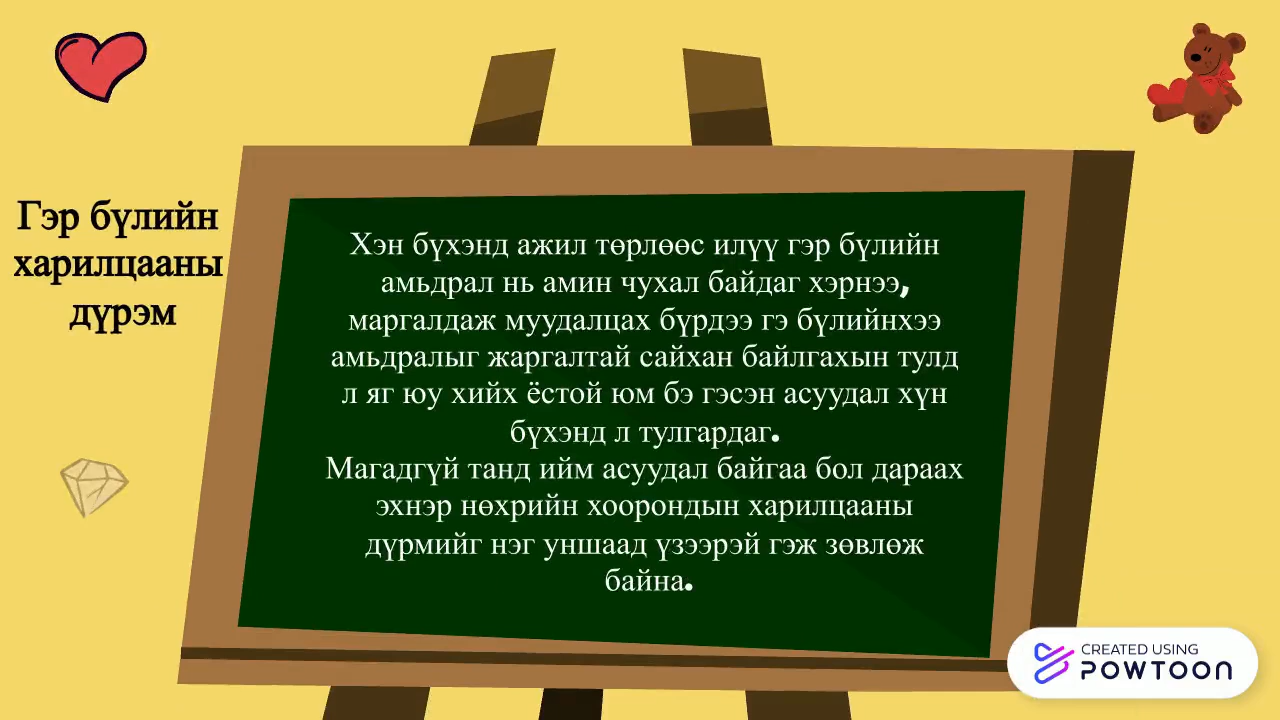 Гэр бүлийн
харилцааны
дүрэм
Хэн бүхэнд ажил төрлөөс илүү гэр бүлийн
амьдрал нь амин чухал байдаг хэрнээ,
маргалдаж муудалцах бүрдээ гэ бүлийнхээ
амьдралыг жаргалтай сайхан байлгахын тулд
л яг юу хийх ёстой юм бэ гэсэн асуудал хүн
бүхэнд л тулгардаг.
Магадгүй танд ийм асуудал байгаа бол дараах
эхнэр нөхрийн хоорондын харилцааны
дүрмийг нэг уншаад үзээрэй гэж зөвлөж
байна.
CREATED USING
POWTOON